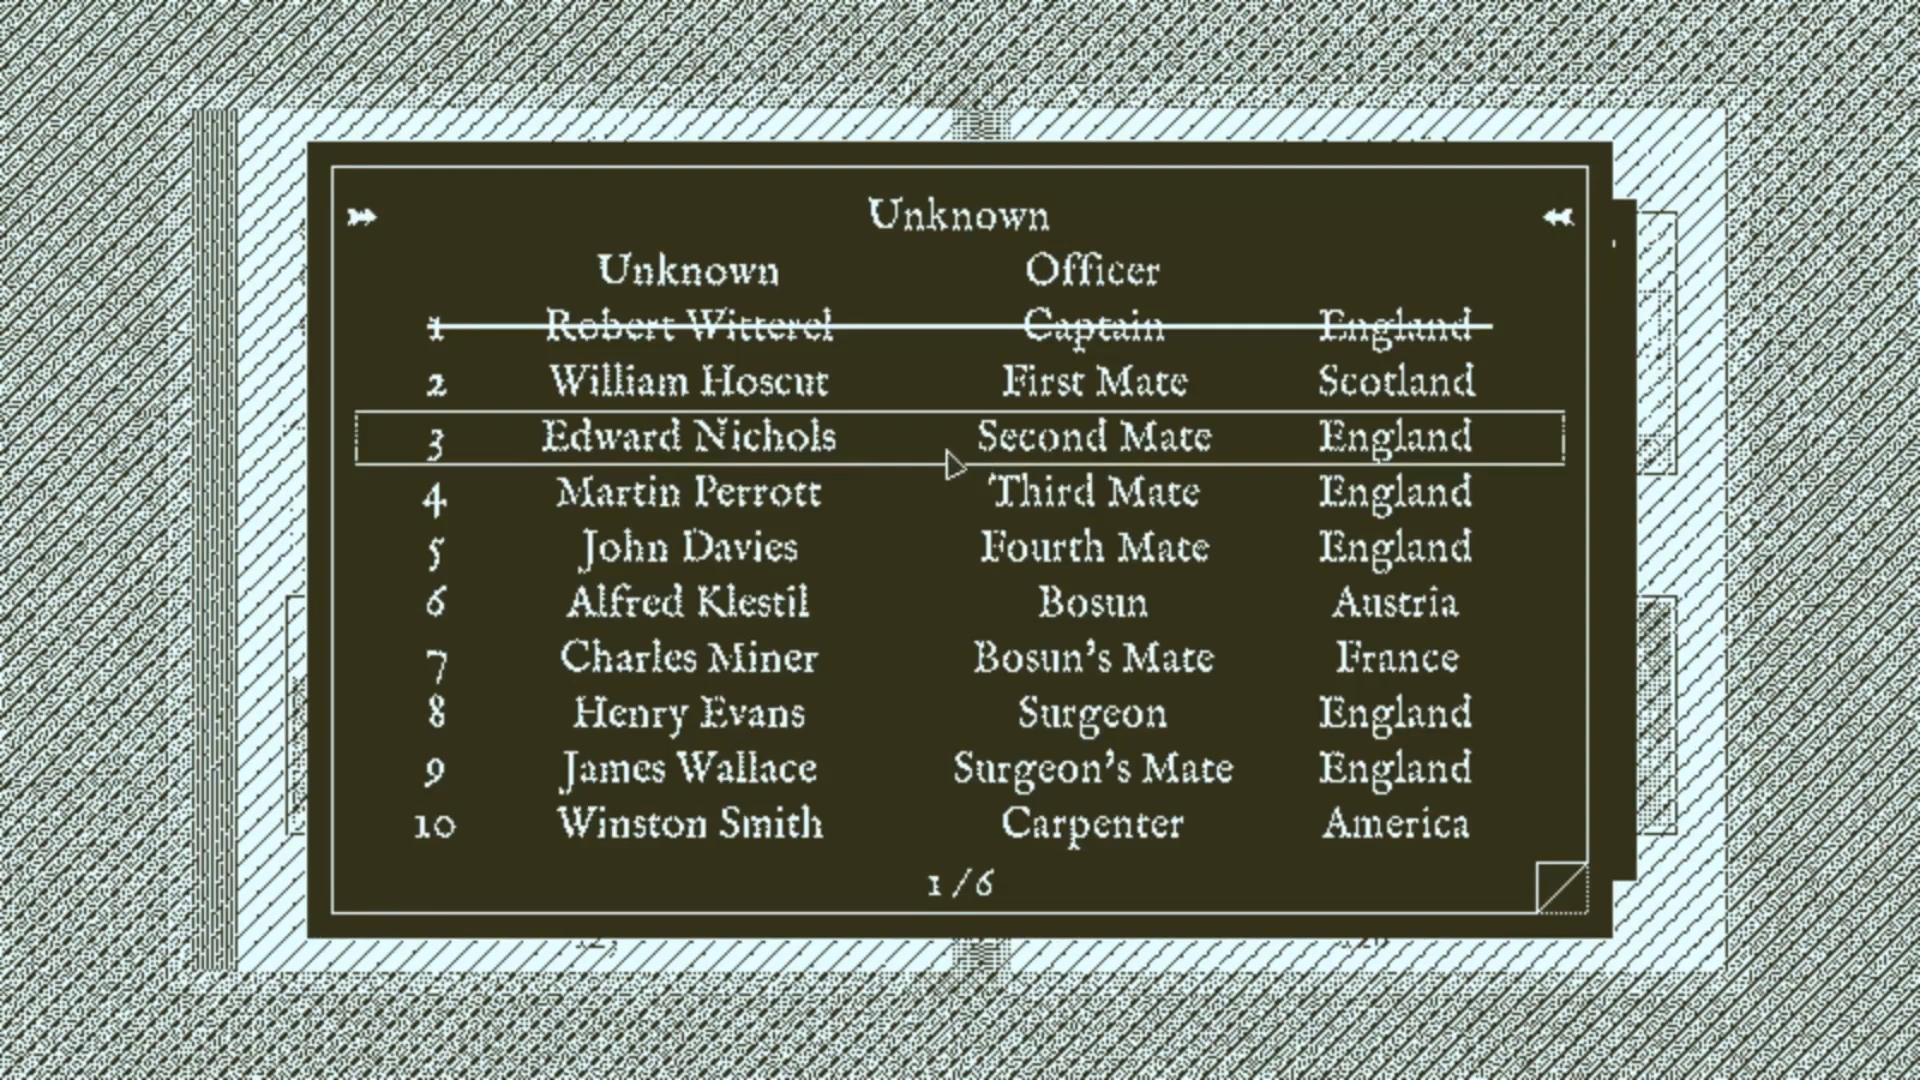 Unknown
Unknown Officer
1 Robert Witterel Captain England
2 William Hoscut First Mate Scotland
3 Edward Nichols Second Mate England
4 Martin Perrott Third Mate England
5 John Davies Fourth Mate England
6 Alfred Klestil Bosun Austria
7 Charles Miner Bosun's Mate France
8 Henry Evans Surgeon England
9 James Wallace Surgeon's Mate England
10 Winston Smith Carpenter America
1/6